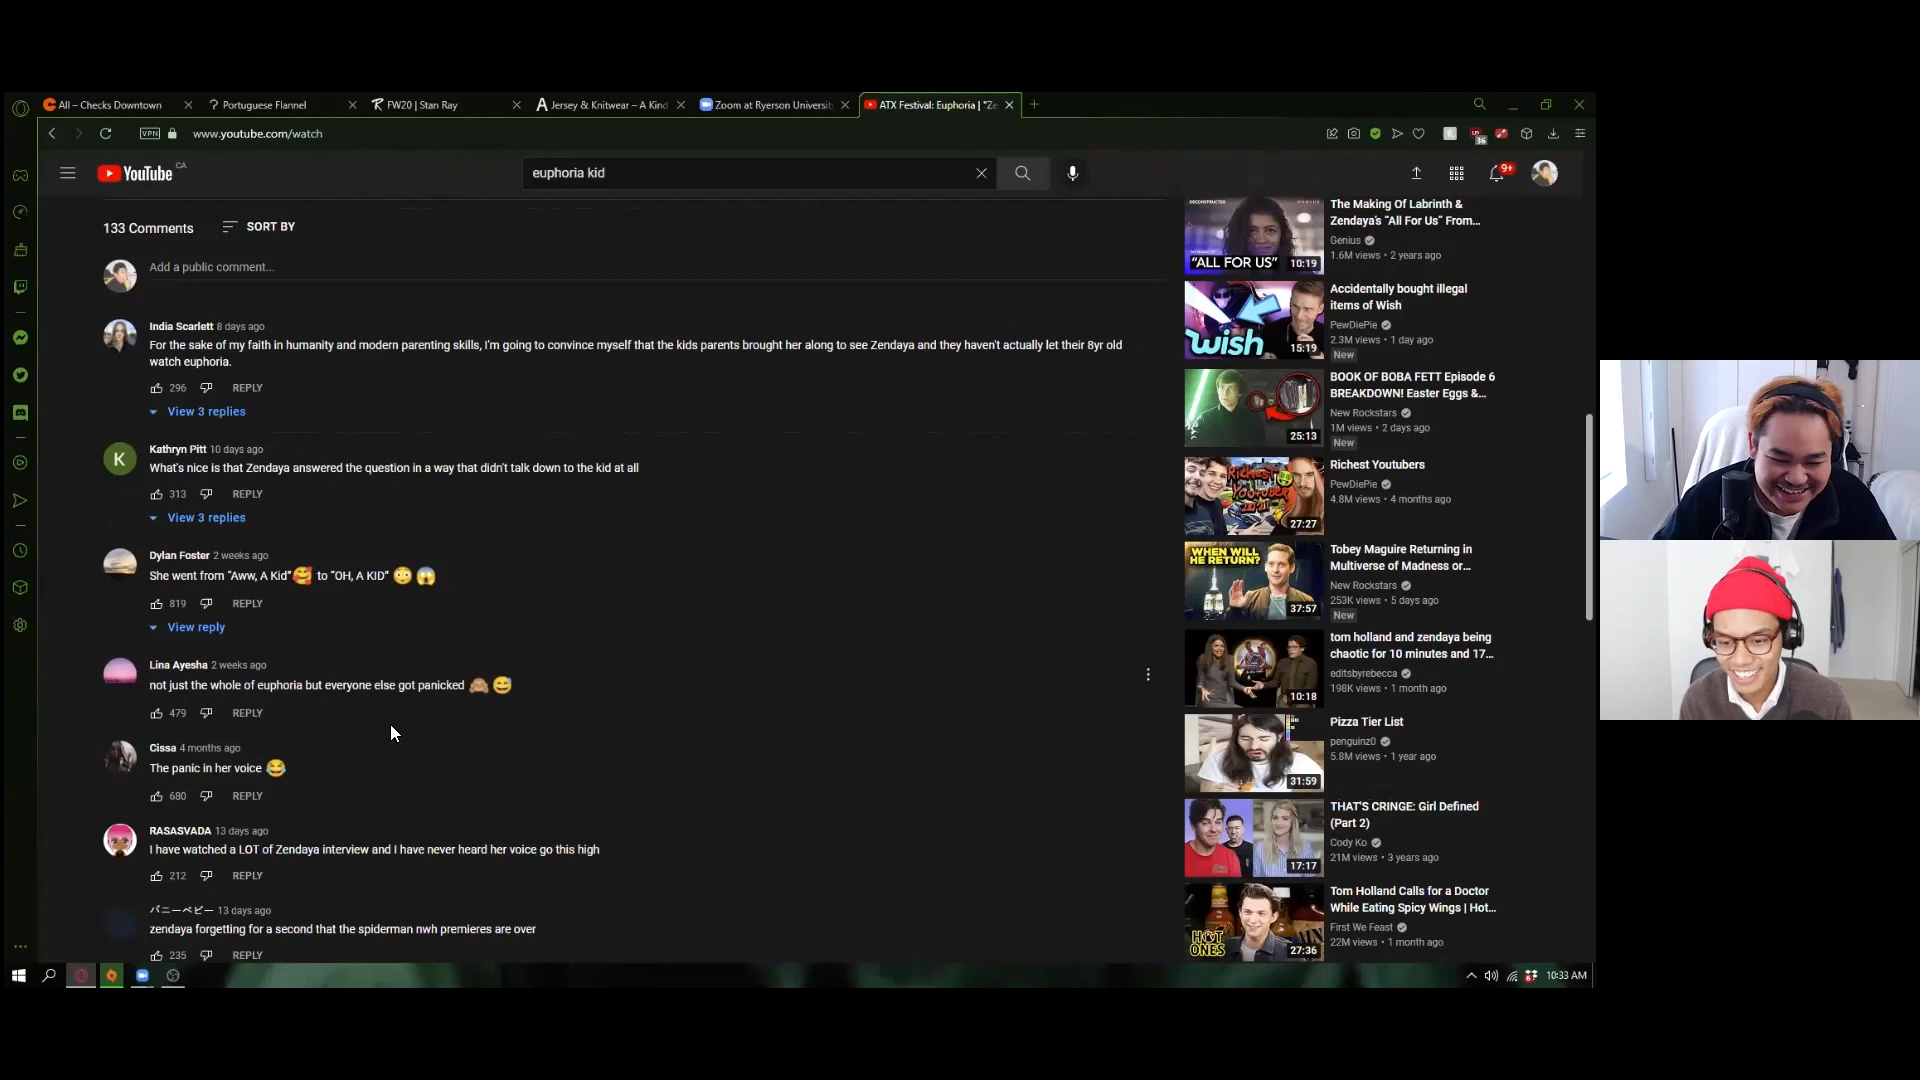 All – Checks Downtown
Portuguese Flannel
FW20 | Stan Ray
Jersey & Knitwear – A Kind
Zoom at Ryerson Universit
ATX Festival: Euphoria | "Ze
VPN
www.youtube.com/watch
36
YouTube CA
euphoria kid
9+
133 Comments
SORT BY
Add a public comment...
India Scarlett 8 days ago
For the sake of my faith in humanity and modern parenting skills, I'm going to convince myself that the kids parents brought her along to see Zendaya and they haven't actually let their 8yr old
watch euphoria.
296 REPLY
View 3 replies
Kathryn Pitt 10 days ago
K
What's nice is that Zendaya answered the question in a way that didn't talk down to the kid at all
313 REPLY
View 3 replies
Dylan Foster 2 weeks ago
She went from “Aww, A Kid”🥰 to “OH, A KID” 😳 😱
819 REPLY
View reply
Lina Ayesha 2 weeks ago
not just the whole of euphoria but everyone else got panicked 🙈 😅
479 REPLY
Cissa 4 months ago
The panic in her voice 😂
680 REPLY
RASASVADA 13 days ago
I have watched a LOT of Zendaya interview and I have never heard her voice go this high
212 REPLY
バニーベビー 13 days ago
zendaya forgetting for a second that the spiderman nwh premieres are over
235 REPLY
"ALL FOR US"
10:19
The Making Of Labrinth &
Zendaya's “All For Us” From...
Genius
1.6M views • 2 years ago
wish
15:19
Accidentally bought illegal
items of Wish
PewDiePie
2.3M views • 1 day ago
New
25:13
BOOK OF BOBA FETT Episode 6
BREAKDOWN! Easter Eggs &...
New Rockstars
1M views • 2 days ago
New
27:27
Richest Youtubers
PewDiePie
4.8M views • 4 months ago
WHEN WILL
HE RETURN?
37:57
Tobey Maguire Returning in
Multiverse of Madness or...
New Rockstars
253K views • 5 days ago
New
10:18
tom holland and zendaya being
chaotic for 10 minutes and 17...
editsbyrebecca
198K views • 1 month ago
31:59
Pizza Tier List
penguinz0
5.8M views • 1 year ago
17:17
THAT'S CRINGE: Girl Defined
(Part 2)
Cody Ko
21M views • 3 years ago
HOT
ONES
27:36
Tom Holland Calls for a Doctor
While Eating Spicy Wings | Hot...
First We Feast
22M views • 1 month ago
10:33 AM